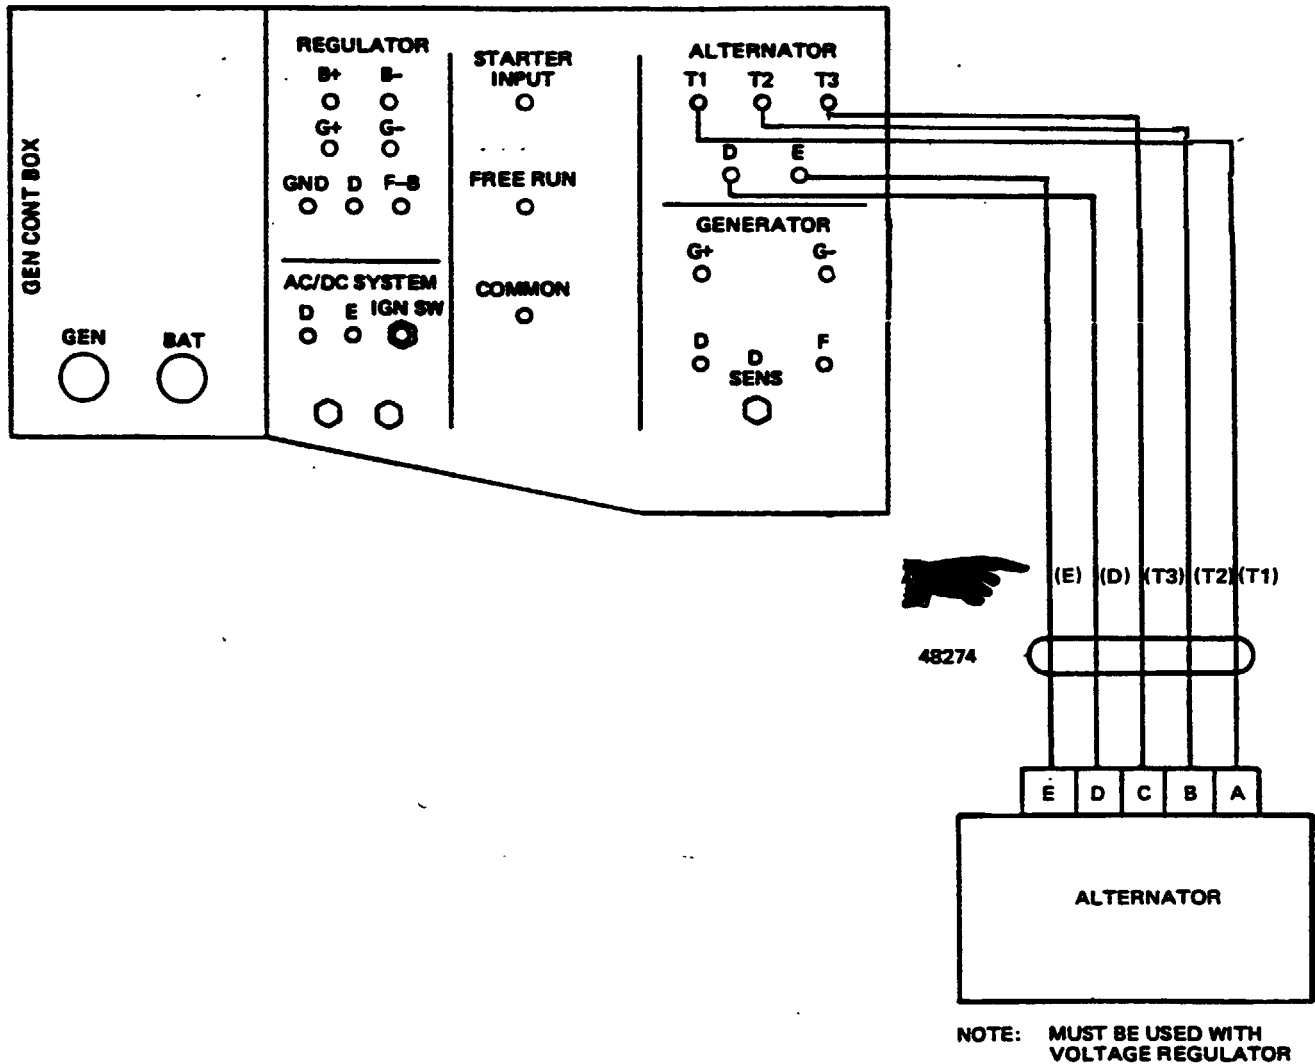 GEN CONT BOX
GEN
BAT
REGULATOR
B+ B-
G+ G-
GND D F-B
AC/DC SYSTEM
D E IGN SW
STARTER
INPUT
FREE RUN
COMMON
ALTERNATOR
T1 T2 T3
D E
GENERATOR
G+ G-
D F
D
SENS
(E) (D) (T3) (T2) (T1)
48274
E D C B A
ALTERNATOR
NOTE: MUST BE USED WITH
VOLTAGE REGULATOR